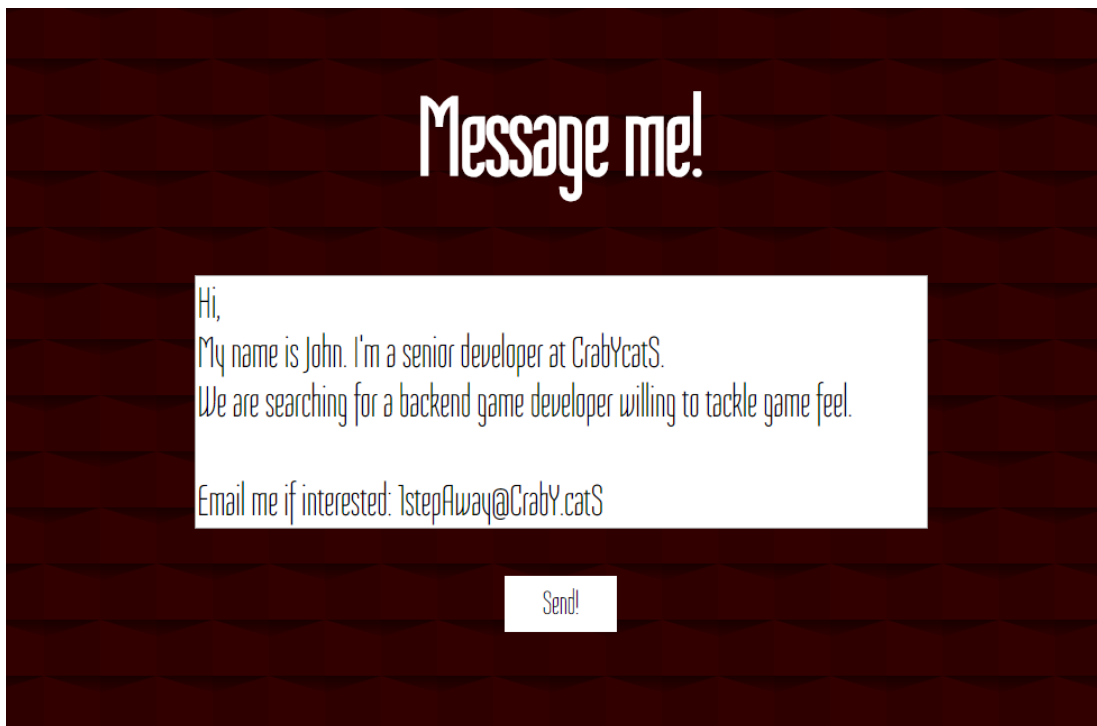 Message me!
Hi,
My name is John. I'm a senior developer at CrabYcatS.
We are searching for a backend game developer willing to tackle game feel.
Email me if interested: 1stepAway@CrabY.catS
Send!